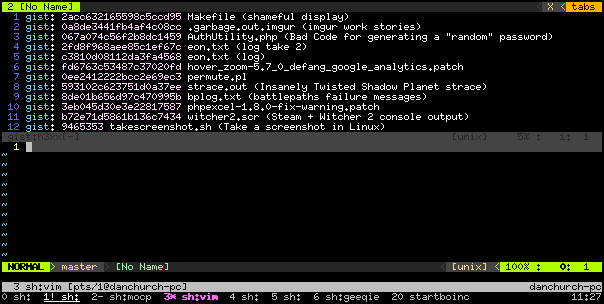 2 [No Name] X tabs
1 gist: 2acc632165598c5ccd95 Makefile (shameful display)
2 gist: 0a8de3441fb4af4c08cc .garbage.out.imgur (imgur work stories)
3 gist: 067a074c56f2b8dc1459 AuthUtility.php (Bad Code for generating a "random" password)
4 gist: 2fd8f968aee85c1ef67c eon.txt (log take 2)
5 gist: c3810d08112da3fa4568 eon.txt (log)
6 gist: fd6763c53487c37020fd hover_zoom-5.7_defang_google_analytics.patch
7 gist: 0ee2412222bcc2e69ec3 permute.pl
8 gist: 593102c623751d0a37ee strace.out (Insanely Twisted Shadow Planet strace)
9 gist: 8de01b656d97c470995b bplog.txt (battlepaths failure messages)
10 gist: 3eb045d30e3e22817587 phpexcel-1.8.0-fix-warning.patch
11 gist: b72e71d5861b136c7434 witcher2.scr (Steam + Witcher 2 console output)
12 gist: 9465353 takescreenshot.sh (Take a screenshot in Linux)
[unix] 5% : 1: 1
1
~
~
~
~
~
~
~
NORMAL master [No Name] [unix] 100% : 0: 1
3 sh:vim [pts/1@danchurch-pc] danchurch-pc
0 sh: 1! sh: 2- sh:mocp 3* sh:vim 4 sh: 5 sh: 6 sh:geeqie 20 startboinc 11:27